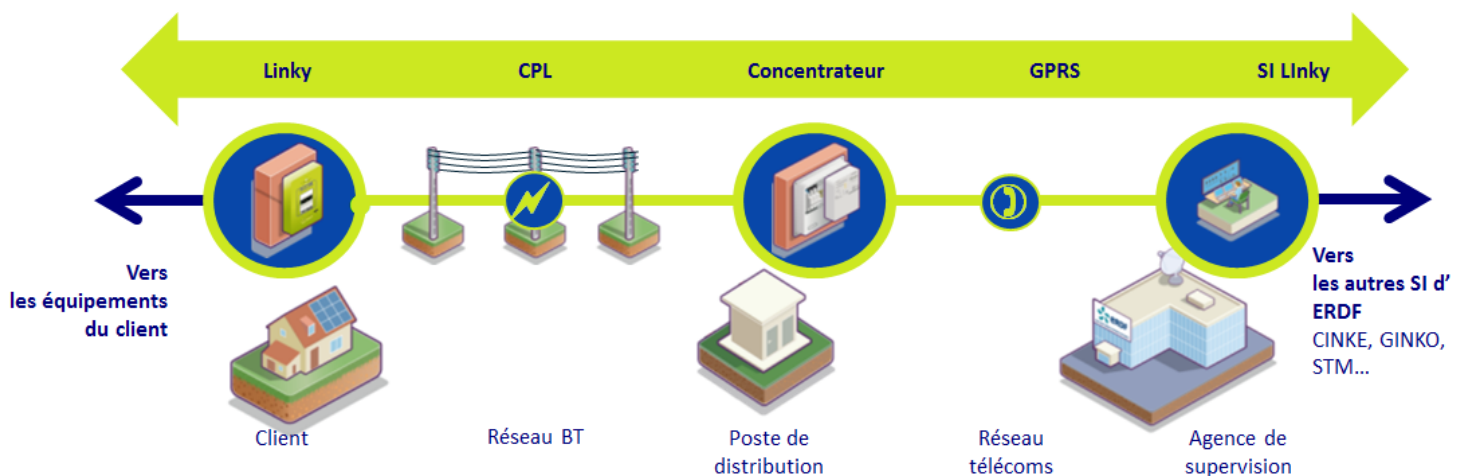 Linky
CPL
Concentrateur
GPRS
SI LInky
Vers
les équipements
du client
Vers
les autres SI d’
ERDF
CINKE, GINKO,
STM...
ERDF
Client
Réseau BT
Poste de
distribution
Réseau
télécoms
Agence de
supervision